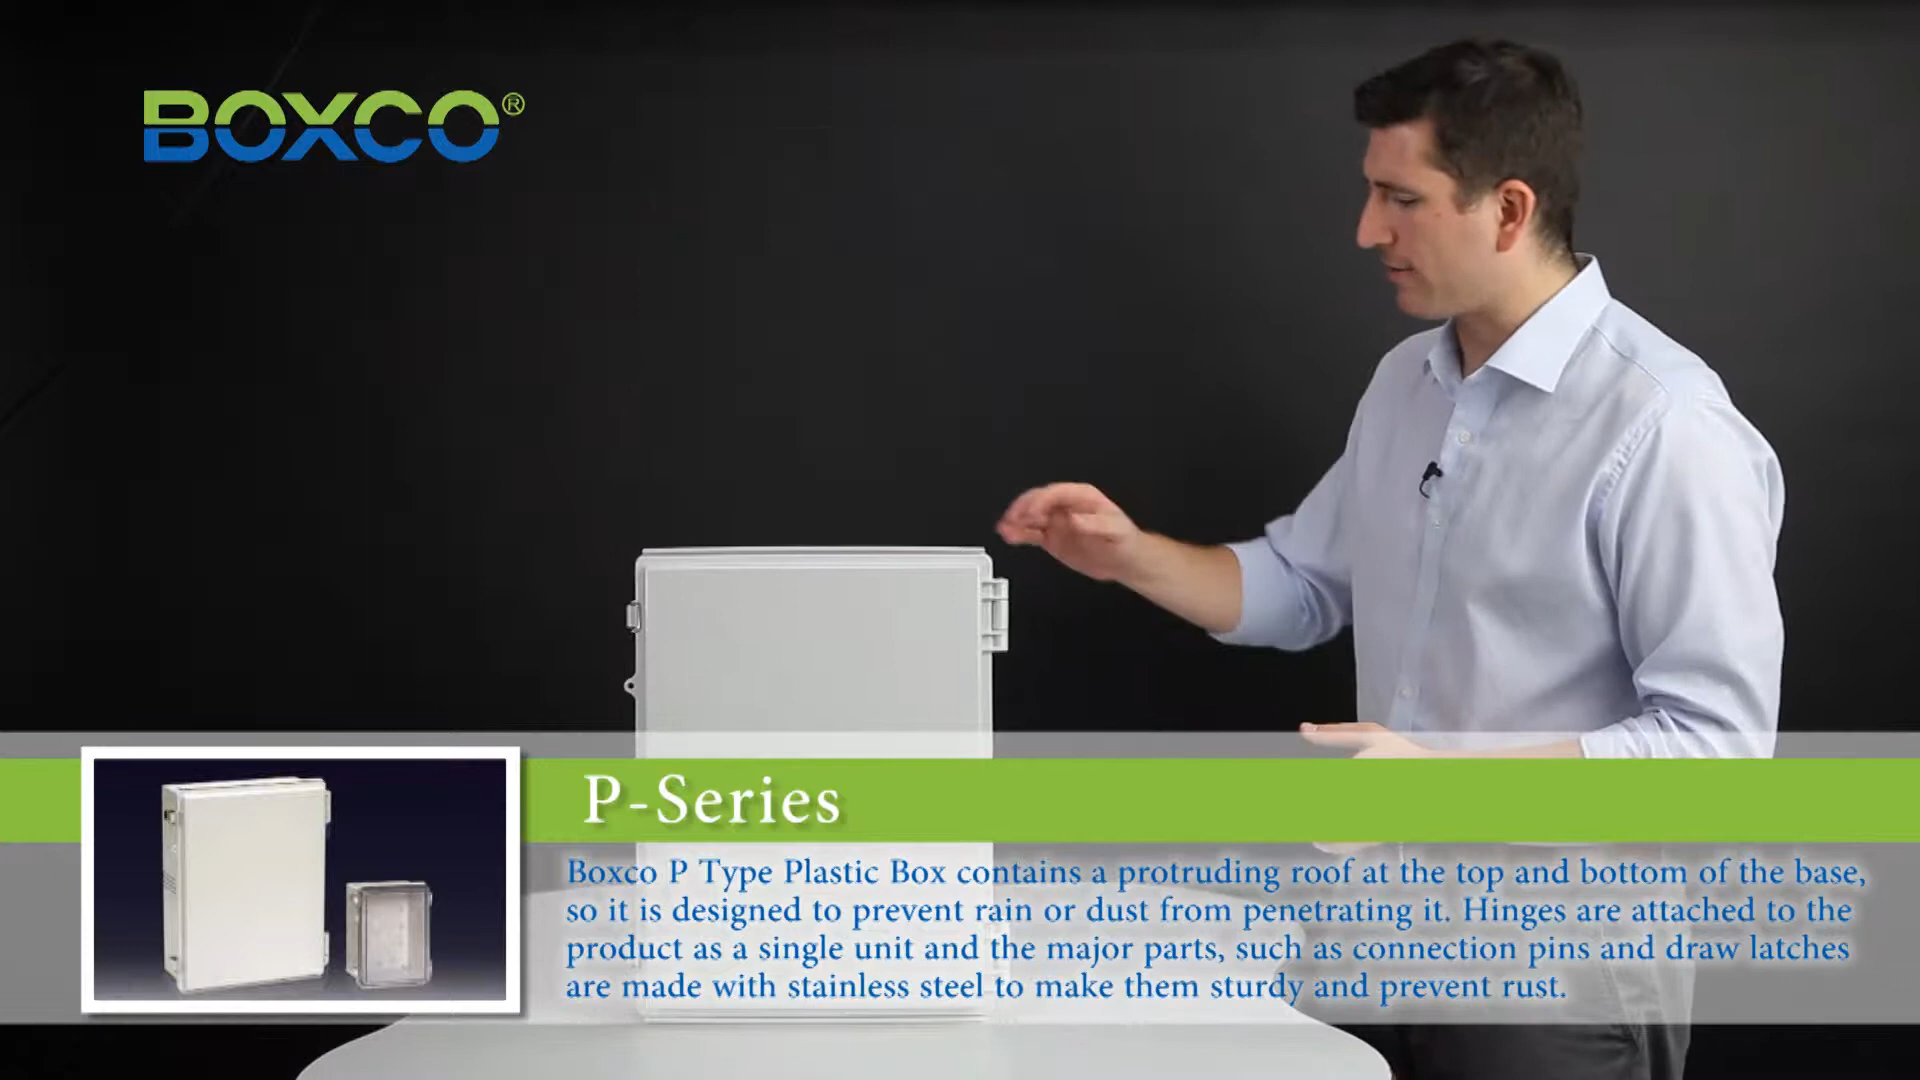 BOXCO®
P-Series
Boxco P Type Plastic Box contains a protruding roof at the top and bottom of the base,
so it is designed to prevent rain or dust from penetrating it. Hinges are attached to the
product as a single unit and the major parts, such as connection pins and draw latches
are made with stainless steel to make them sturdy and prevent rust.